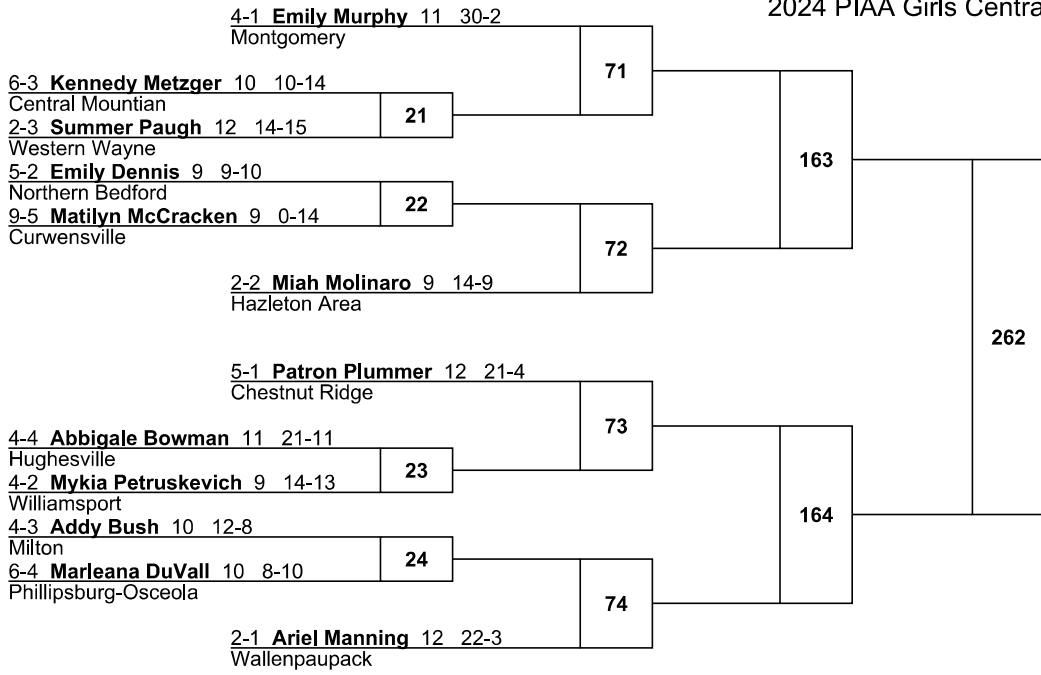 2024 PIAA Girls Centra
4-1 Emily Murphy 11 30-2
Montgomery
71
6-3 Kennedy Metzger 10 10-14
Central Mountian
21
2-3 Summer Paugh 12 14-15
Western Wayne
163
5-2 Emily Dennis 9 9-10
Northern Bedford
22
9-5 Matilyn McCracken 9 0-14
Curwensville
72
2-2 Miah Molinaro 9 14-9
Hazleton Area
262
5-1 Patron Plummer 12 21-4
Chestnut Ridge
73
4-4 Abbigale Bowman 11 21-11
Hughesville
23
4-2 Mykia Petruskevich 9 14-13
Williamsport
164
4-3 Addy Bush 10 12-8
Milton
24
6-4 Marleana DuVall 10 8-10
Phillipsburg-Osceola
74
2-1 Ariel Manning 12 22-3
Wallenpaupack